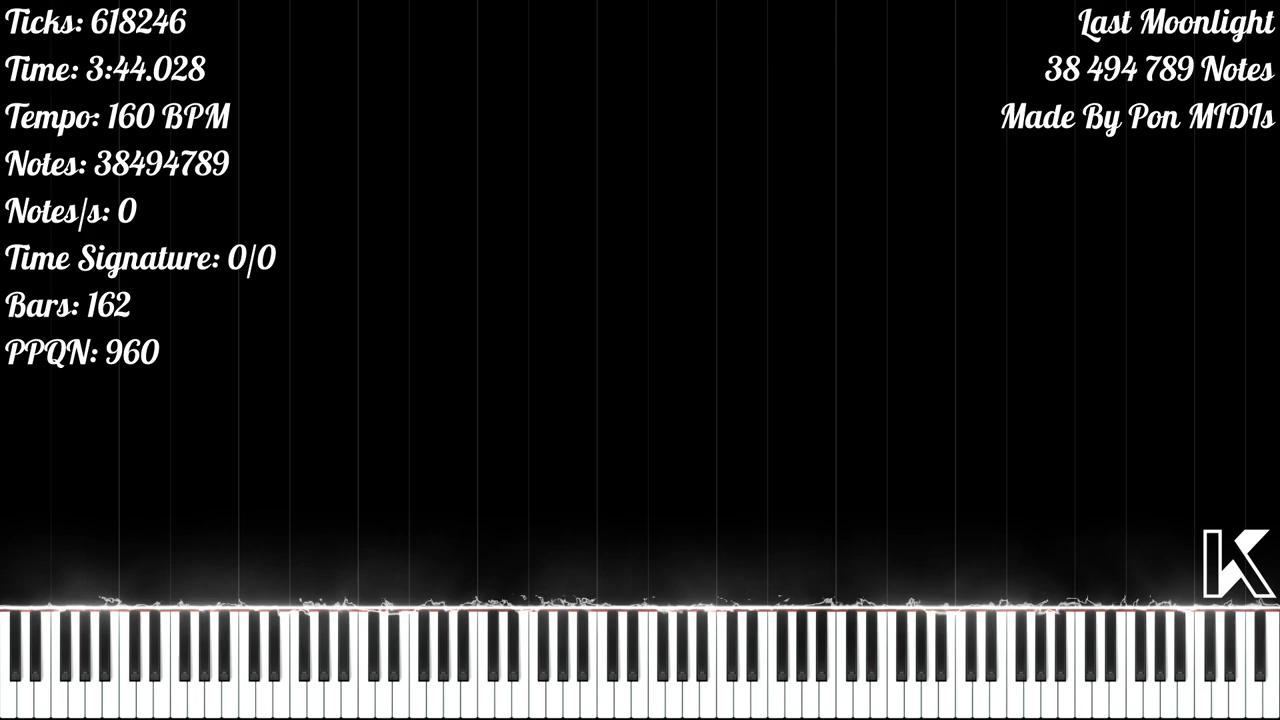 Ticks: 618246
Time: 3:44.028
Tempo: 160 BPM
Notes: 38494789
Notes/s: 0
Time Signature: 0/0
Bars: 162
PPQN: 960
Last Moonlight
38 494 789 Notes
Made By Pon MIDIs
K